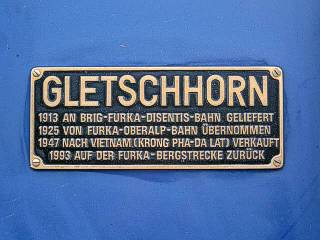 GLETSCHHORN
1913 AN BRIG-FURKA-DISENTIS-BAHN GELIEFERT
1925 VON FURKA-OBERALP-BAHN ÜBERNOMMEN
1947 NACH VIETNAM (KRONG PHA-DA LAT) VERKAUFT
1993 AUF DER FURKA-BERGSTRECKE ZURÜCK